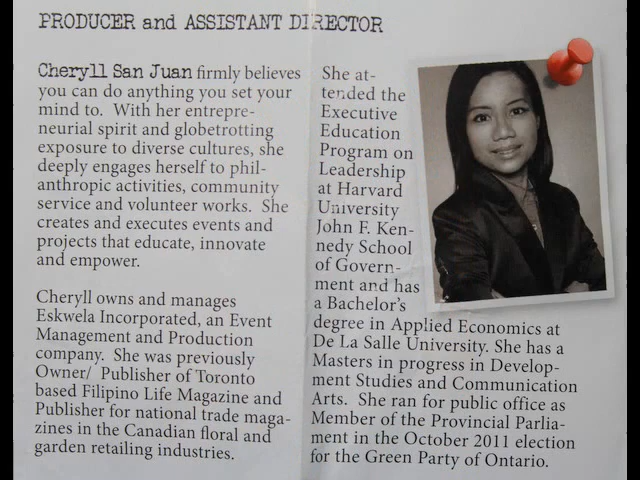 PRODUCER and ASSISTANT DIRECTOR
Cheryll San Juan firmly believes
you can do anything you set your
mind to. With her entrepre-
neurial spirit and globetrotting
exposure to diverse cultures, she
deeply engages herself to phil-
anthropic activities, community
service and volunteer works. She
creates and executes events and
projects that educate, innovate
and empower.
Cheryll owns and manages
Eskwela Incorporated, an Event
Management and Production
company. She was previously
Owner/ Publisher of Toronto
based Filipino Life Magazine and
Publisher for national trade maga-
zines in the Canadian floral and
garden retailing industries.
She at-
tended the
Executive
Education
Program on
Leadership
at Harvard
University
John F. Ken-
nedy School
of Govern-
ment and has
a Bachelor's
degree in Applied Economics at
De La Salle University. She has a
Masters in progress in Develop-
ment Studies and Communication
Arts. She ran for public office as
Member of the Provincial Parlia-
ment in the October 2011 election
for the Green Party of Ontario.